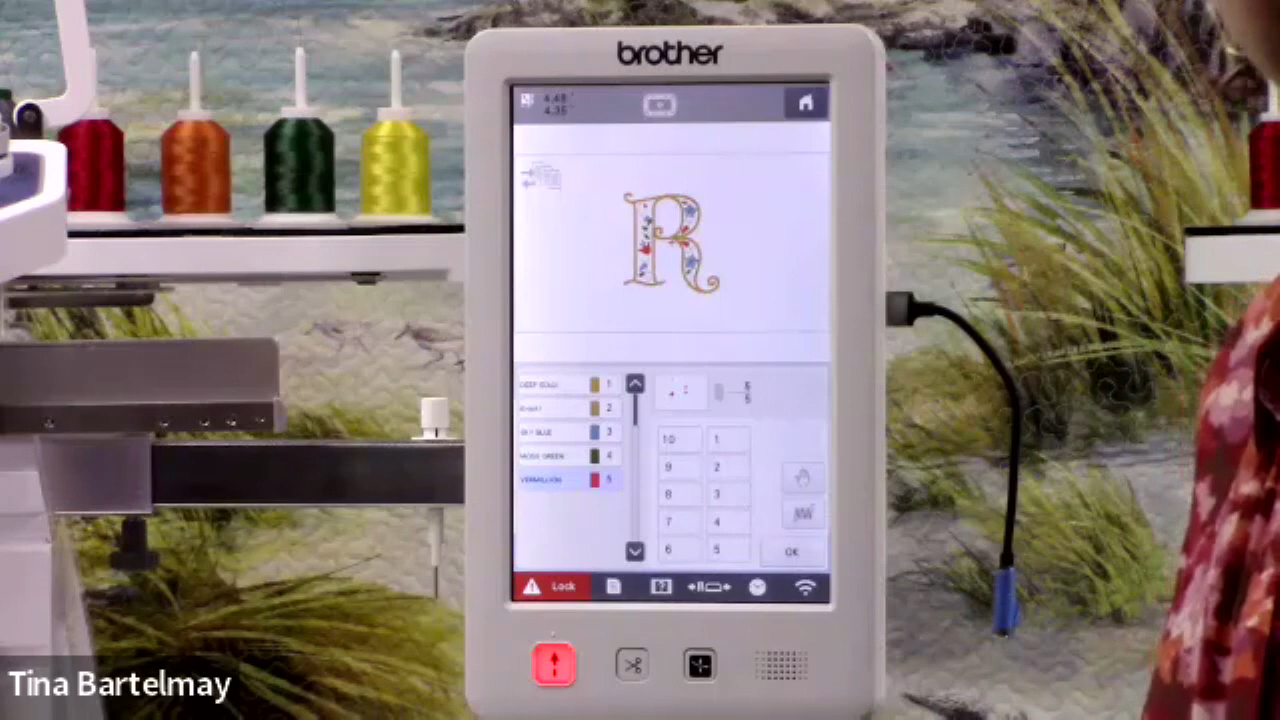 brother
4.48"
4.35"
R
DEEP GOLD 1
KHAKI 2
SKY BLUE 3
MOSS GREEN 4
VERMILLION 5
5
5
10 1
9 2
8 3
7 4
6 5
OK
Lock
Tina Bartelmay